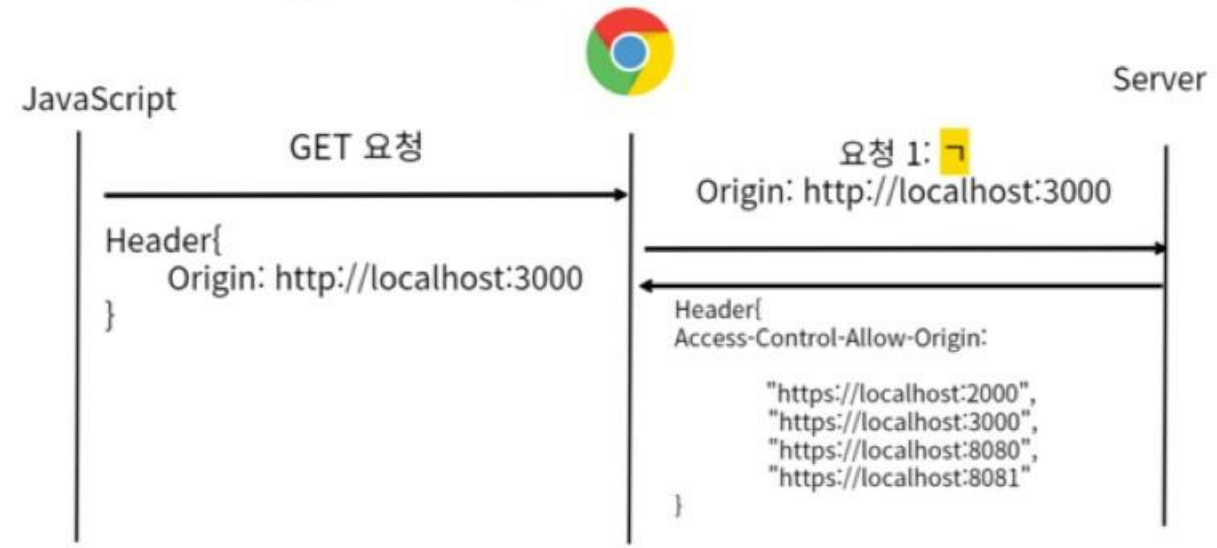 JavaScript
Server
GET 요청
요청 1: ㄱ
Origin: http://localhost:3000
Header{
Origin: http://localhost:3000
}
Header{
Access-Control-Allow-Origin:
"https://localhost:2000",
"https://localhost:3000",
"https://localhost:8080",
"https://localhost:8081"
}